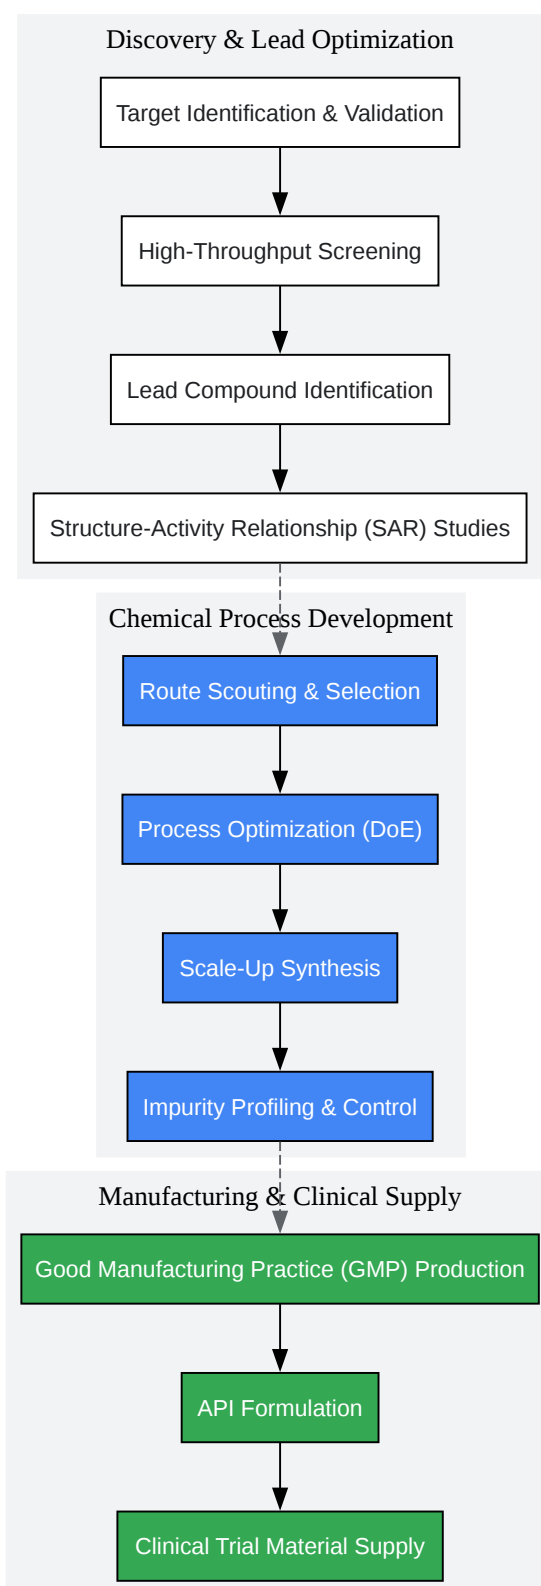 Discovery & Lead Optimization
Target Identification & Validation
High-Throughput Screening
Lead Compound Identification
Structure-Activity Relationship (SAR) Studies
Chemical Process Development
Route Scouting & Selection
Process Optimization (DoE)
Scale-Up Synthesis
Impurity Profiling & Control
Manufacturing & Clinical Supply
Good Manufacturing Practice (GMP) Production
API Formulation
Clinical Trial Material Supply